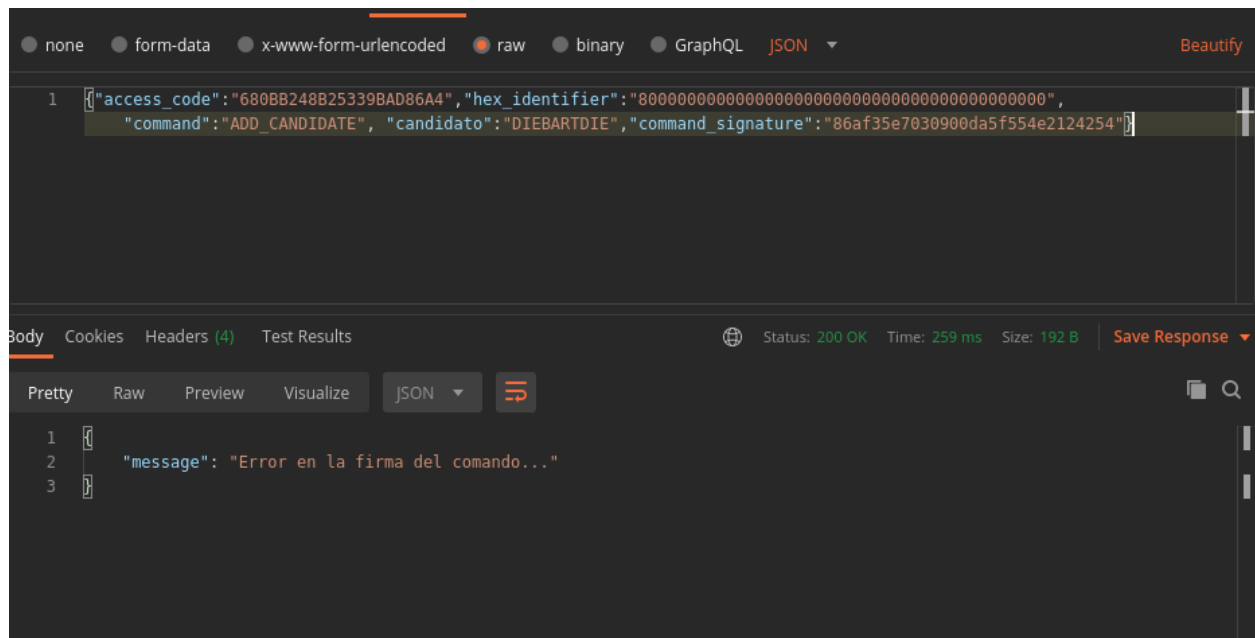 none form-data x-www-form-urlencoded raw binary GraphQL JSON Beautify
1 {"access_code":"680BB248B25339BAD86A4","hex_identifier":"8000000000000000000000000000000000000000",
"command":"ADD_CANDIDATE", "candidato":"DIEBARTDIE","command_signature":"86af35e7030900da5f554e2124254"}
Body Cookies Headers (4) Test Results Status: 200 OK Time: 259 ms Size: 192 B Save Response
Pretty Raw Preview Visualize JSON
1 {
2 "message": "Error en la firma del comando..."
3 }